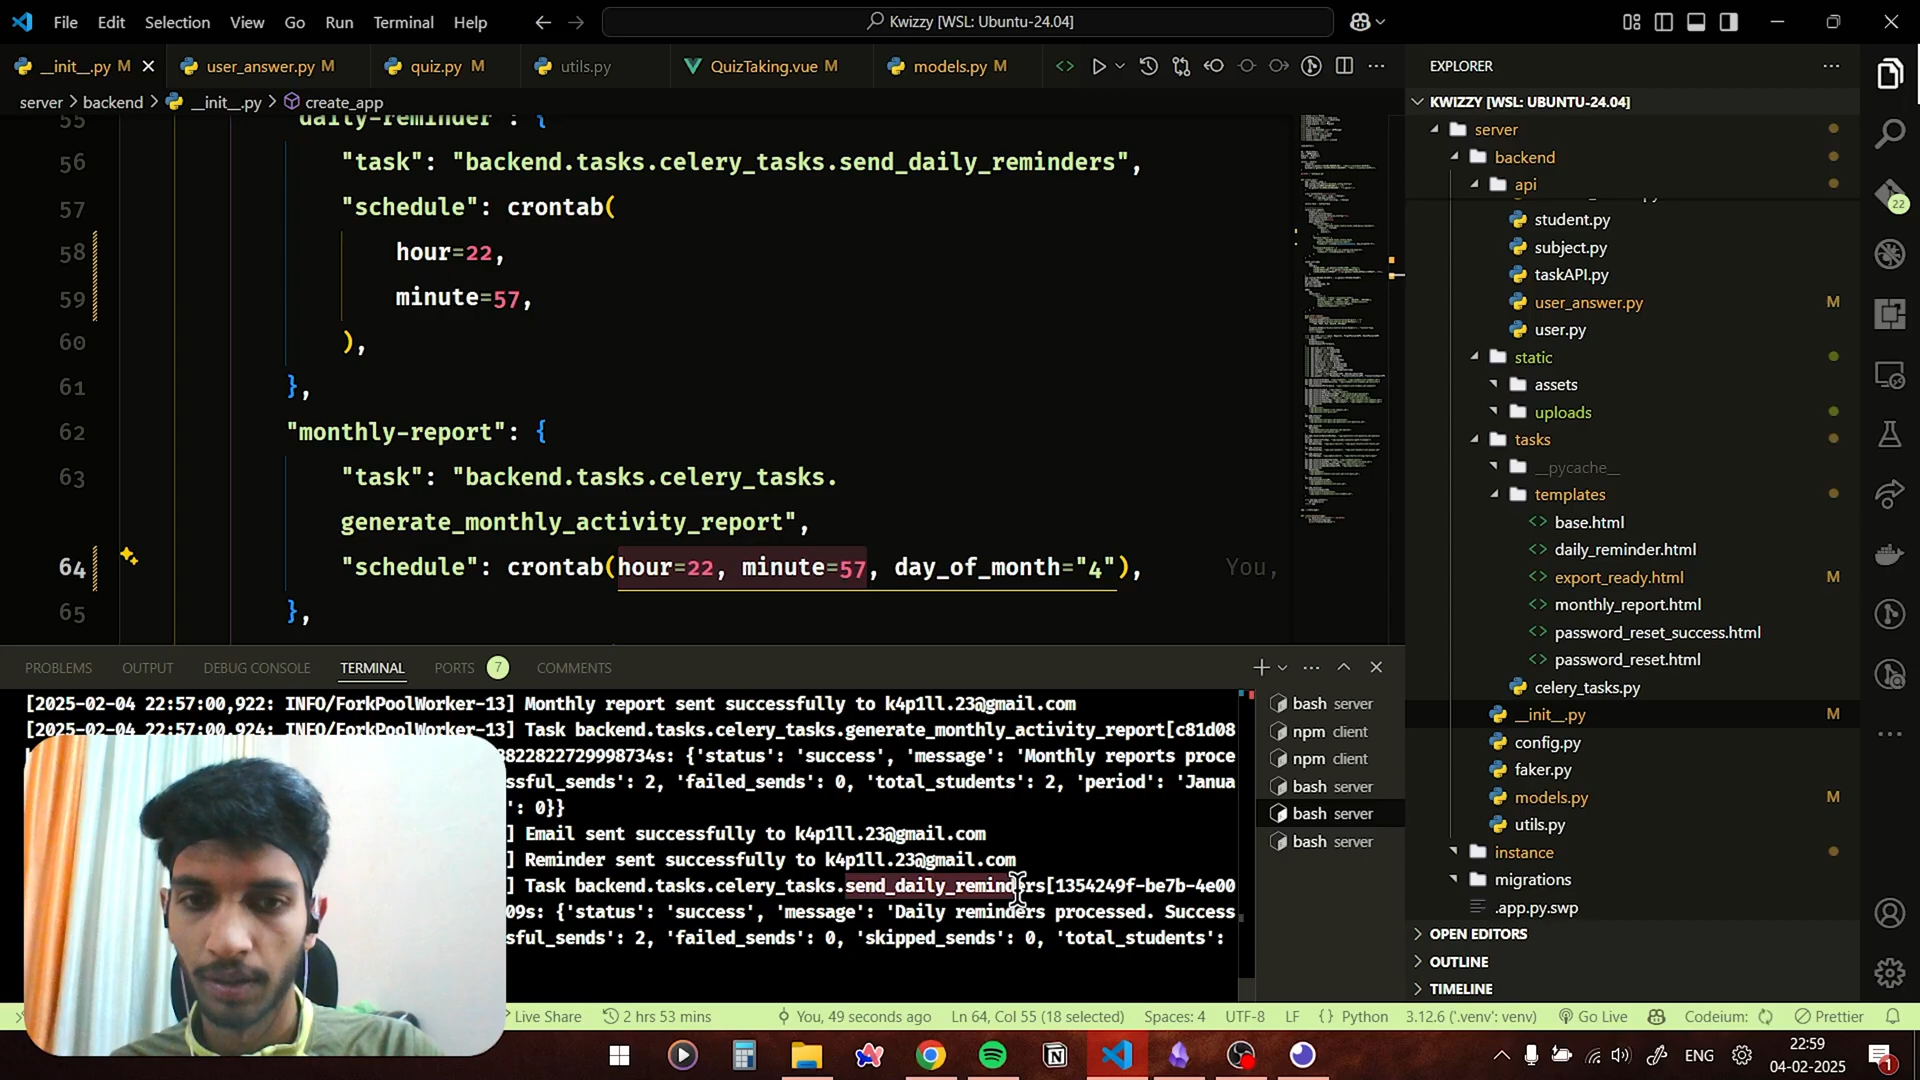 File Edit Selection View Go Run Terminal Help
Kwizzy [WSL: Ubuntu-24.04]
__init__.py M
user_answer.py M
quiz.py M
utils.py
QuizTaking.vue M
models.py M
EXPLORER
server > backend > __init__.py > create_app
KWIZZY [WSL: UBUNTU-24.04]
55 "daily-reminder": {
56 "task": "backend.tasks.celery_tasks.send_daily_reminders",
57 "schedule": crontab(
58 hour=22,
59 minute=57,
60 ),
61 },
62 "monthly-report": {
63 "task": "backend.tasks.celery_tasks.
generate_monthly_activity_report",
64 "schedule": crontab(hour=22, minute=57, day_of_month="4"), You,
65 },
server
backend
api
student.py
subject.py
taskAPI.py
user_answer.py M
user.py
static
assets
uploads
tasks
__pycache__
templates
base.html
daily_reminder.html
export_ready.html M
monthly_report.html
password_reset_success.html
password_reset.html
celery_tasks.py
__init__.py M
config.py
faker.py
models.py M
utils.py
instance
migrations
.app.py.swp
OPEN EDITORS
OUTLINE
TIMELINE
22
PROBLEMS OUTPUT DEBUG CONSOLE TERMINAL PORTS 7 COMMENTS
[2025-02-04 22:57:00,922: INFO/ForkPoolWorker-13] Monthly report sent successfully to k4p1ll.23@gmail.com
[2025-02-04 22:57:00,924: INFO/ForkPoolWorker-13] Task backend.tasks.celery_tasks.generate_monthly_activity_report[c81d08
8822822729998734s: {'status': 'success', 'message': 'Monthly reports proce
ssful_sends': 2, 'failed_sends': 0, 'total_students': 2, 'period': 'Janua
': 0}}
] Email sent successfully to k4p1ll.23@gmail.com
] Reminder sent successfully to k4p1ll.23@gmail.com
] Task backend.tasks.celery_tasks.send_daily_reminders[1354249f-be7b-4e00
09s: {'status': 'success', 'message': 'Daily reminders processed. Success
sful_sends': 2, 'failed_sends': 0, 'skipped_sends': 0, 'total_students':
bash server
npm client
npm client
bash server
bash server
bash server
Live Share 2 hrs 53 mins You, 49 seconds ago Ln 64, Col 55 (18 selected) Spaces: 4 UTF-8 LF {} Python 3.12.6 ('.venv': venv) Go Live Codeium: Prettier
ENG
22:59
04-02-2025
1